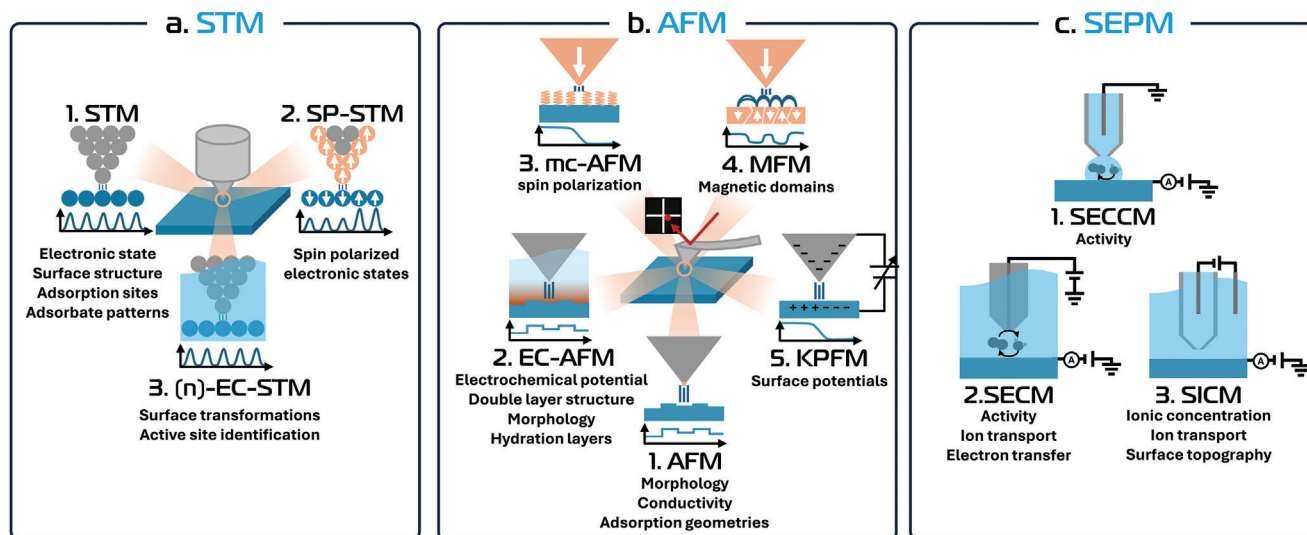 a. STM
1. STM
Electronic state
Surface structure
Adsorption sites
Adsorbate patterns
2. SP-STM
Spin polarized
electronic states
3. (n)-EC-STM
Surface transformations
Active site identification
b. AFM
3. mc-AFM
spin polarization
4. MFM
Magnetic domains
2. EC-AFM
Electrochemical potential
Double layer structure
Morphology
Hydration layers
- - - - - - -
+ + + - - -
5. KPFM
Surface potentials
1. AFM
Morphology
Conductivity
Adsorption geometries
c. SEPM
A
1. SECCM
Activity
A
2.SECM
Activity
Ion transport
Electron transfer
A
3. SICM
Ionic concentration
Ion transport
Surface topography